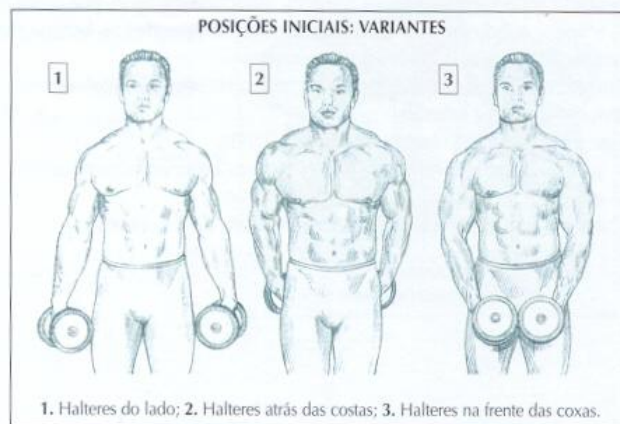 POSIÇÕES INICIAIS: VARIANTES
1 2 3
1. Halteres do lado; 2. Halteres atrás das costas; 3. Halteres na frente das coxas.